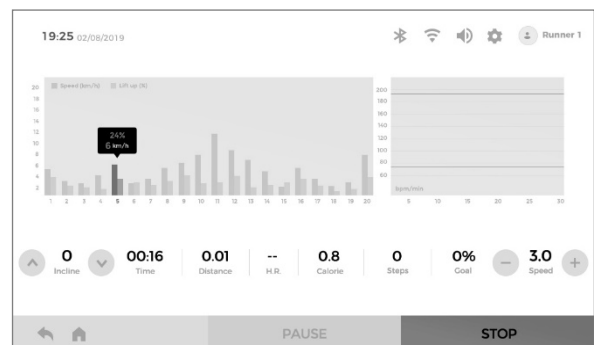 19:25 02/08/2019
Runner 1
Speed (km/h) Lift up (%)
20
18
16
14
12
10
8
6
4
2
24%
6 km/h
1 2 3 4 5 6 7 8 9 10 11 12 13 14 15 16 17 18 19 20
200
180
160
140
120
100
80
60
bpm/min
5 10 15 20 25 30
0 00:16 0.01 -- 0.8 0 0% 3.0
Incline Time Distance H.R. Calorie Steps Goal Speed
PAUSE STOP